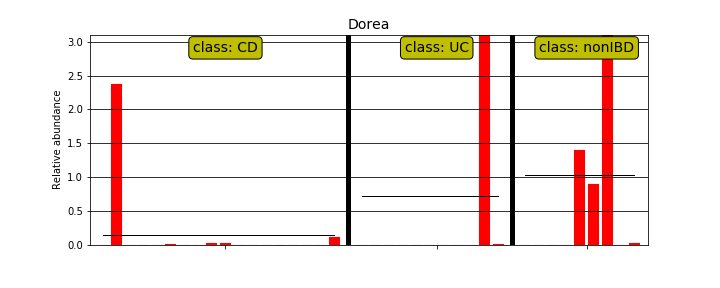 Dorea
class: CD
class: UC
class: nonIBD
Relative abundance
3.0
2.5
2.0
1.5
1.0
0.5
0.0